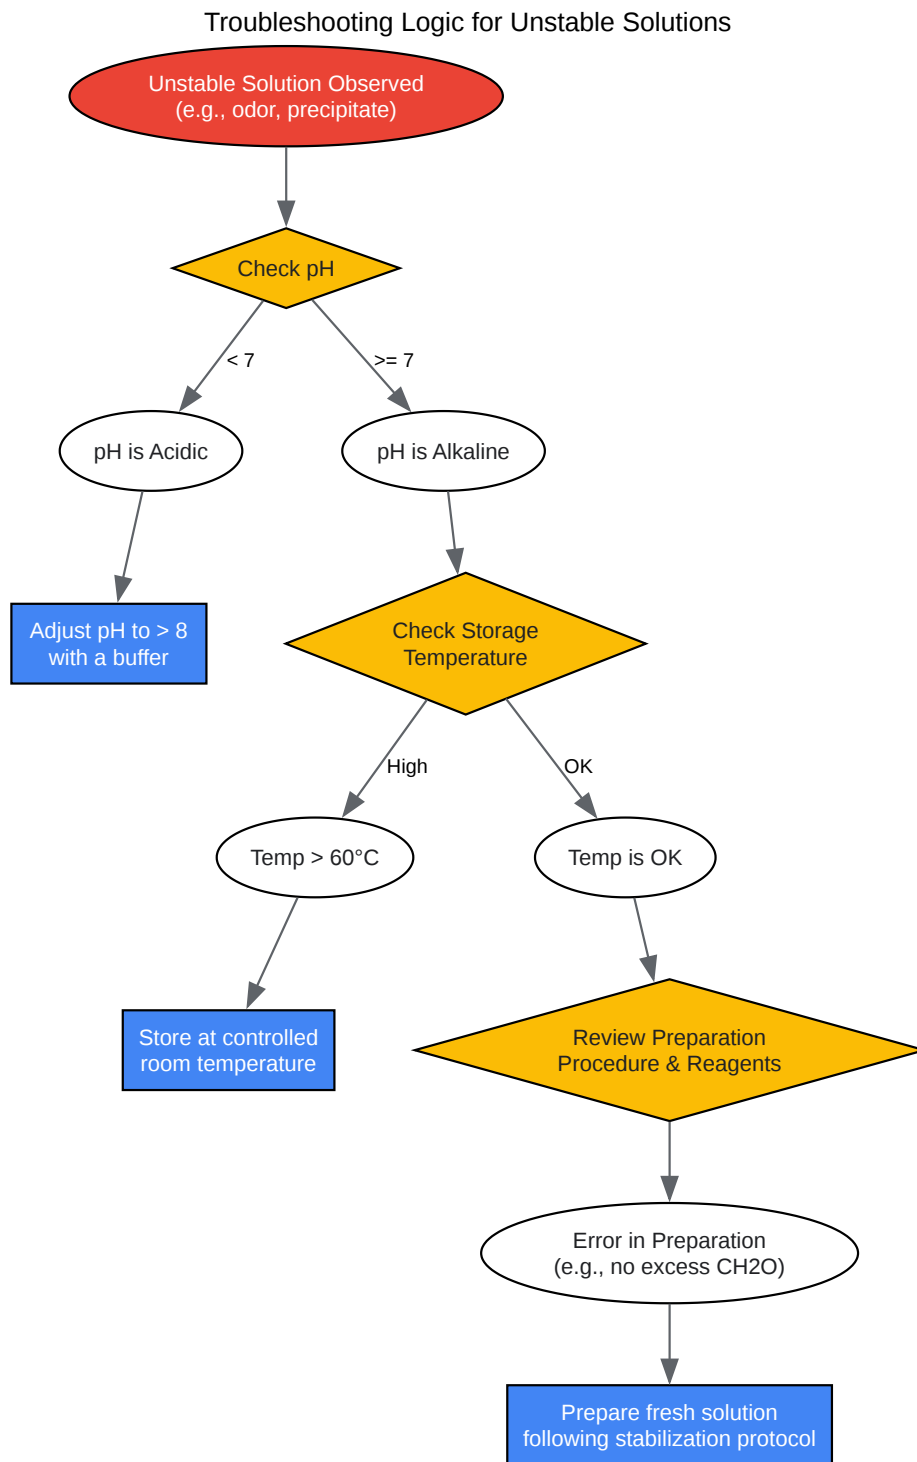 Troubleshooting Logic for Unstable Solutions
Unstable Solution Observed
(e.g., odor, precipitate)
Check pH
< 7
>= 7
pH is Acidic
pH is Alkaline
Adjust pH to > 8
with a buffer
Check Storage
Temperature
High
OK
Temp > 60°C
Temp is OK
Store at controlled
room temperature
Review Preparation
Procedure & Reagents
Error in Preparation
(e.g., no excess CH2O)
Prepare fresh solution
following stabilization protocol